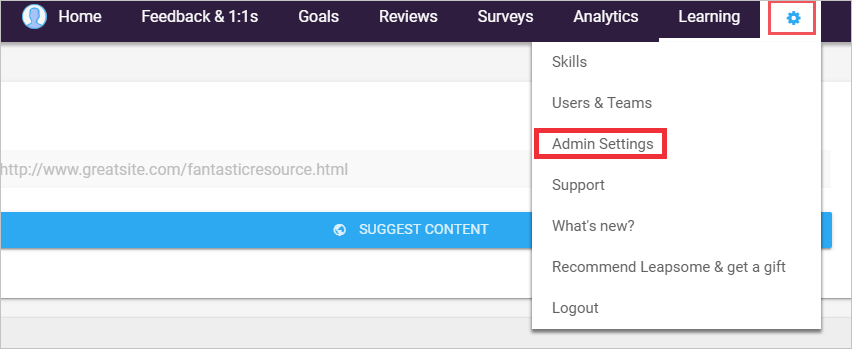 Home Feedback & 1:1s Goals Reviews Surveys Analytics Learning
Skills
Users & Teams
Admin Settings
http://www.greatsite.com/fantasticresource.html
Support
SUGGEST CONTENT
What's new?
Recommend Leapsome & get a gift
Logout